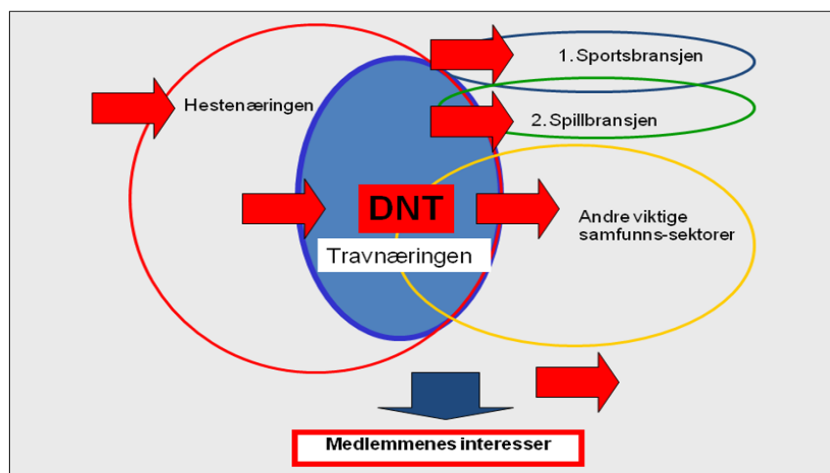 1. Sportsbransjen
Hestenæringen
2. Spillbransjen
DNT
Travnæringen
Andre viktige
samfunns-sektorer
Medlemmenes interesser